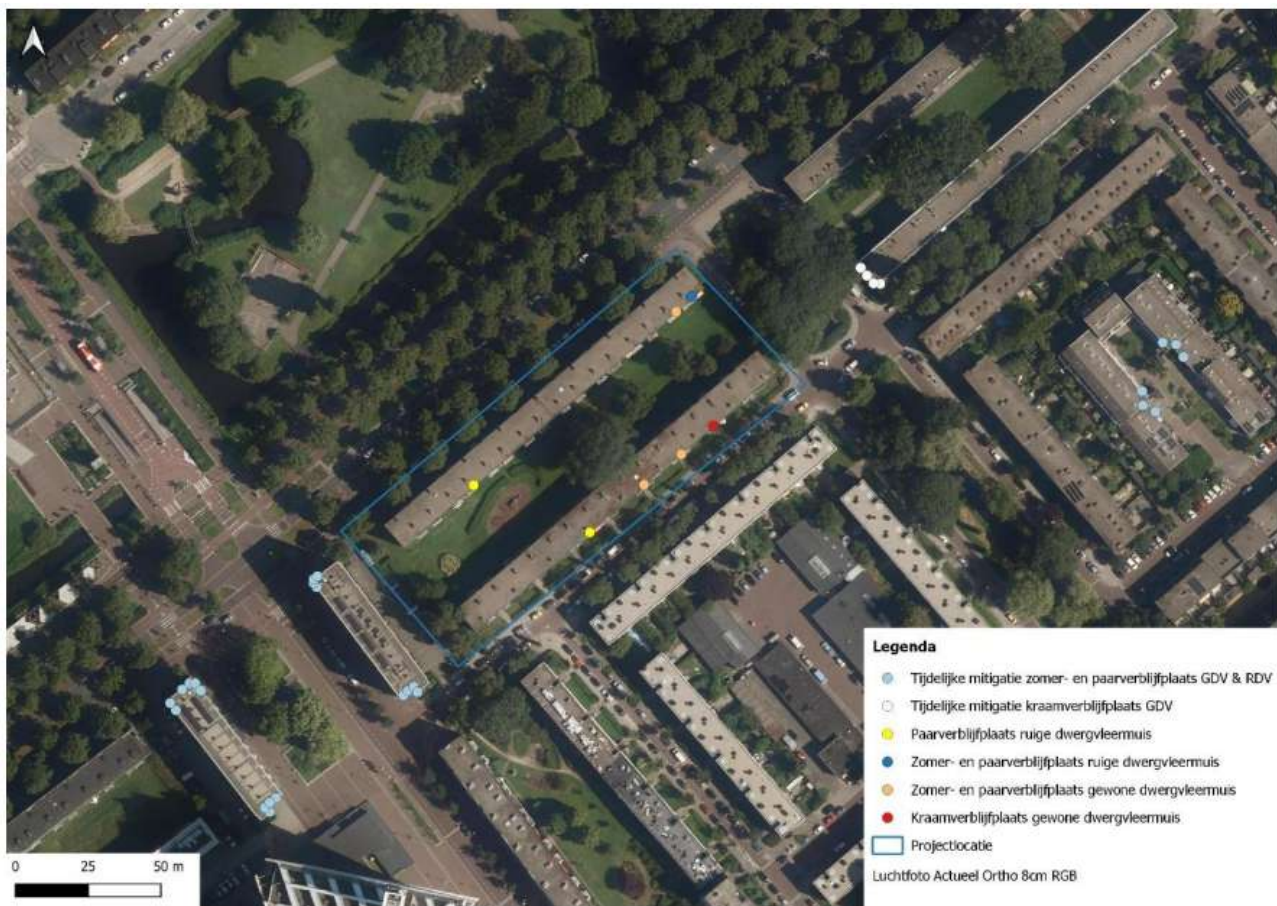 Legenda
Tijdelijke mitigatie zomer- en paarverblijfplaats GDV & RDV
Tijdelijke mitigatie kraamverblijfplaats GDV
Paarverblijfplaats ruige dwergvleermuis
Zomer- en paarverblijfplaats ruige dwergvleermuis
Zomer- en paarverblijfplaats gewone dwergvleermuis
Kraamverblijfplaats gewone dwergvleermuis
Projectlocatie
Luchtfoto Actueel Ortho 8cm RGB
0 25 50 m